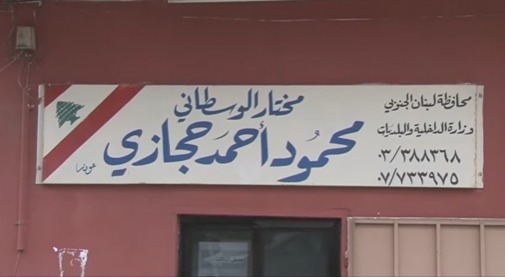 مختار الوسطاني
محمود أحمد حجازي
محافظة لبنان الجنوبي
وزارة الداخلية والبلديات
٠٣/٣٨٨٣٦٨
٠٧/٧٣٣٩٧٥